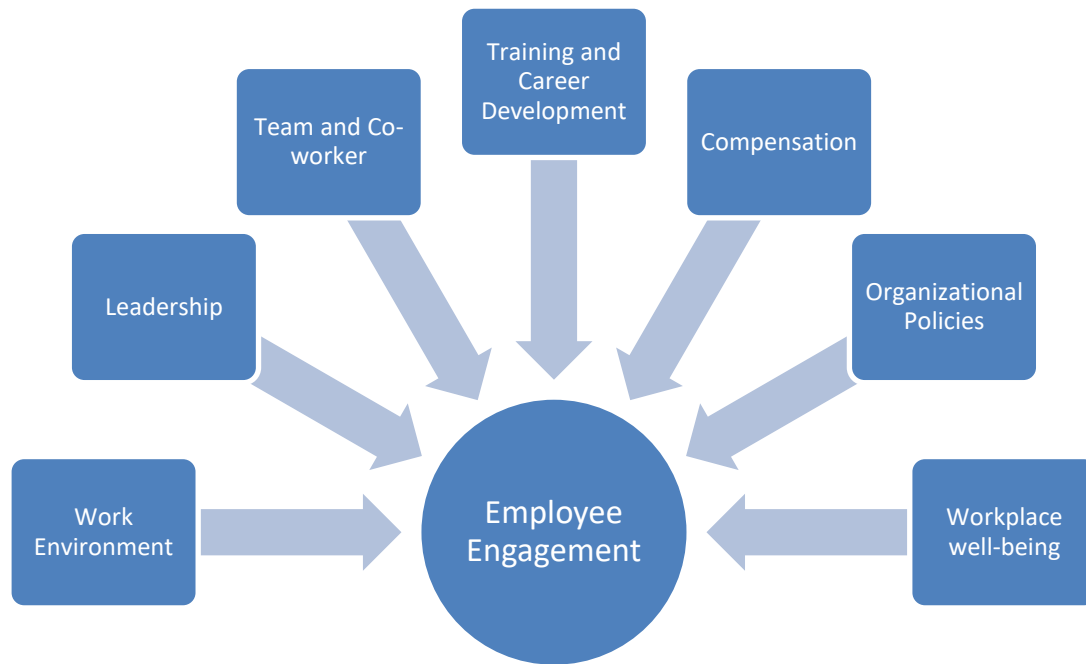 Training and
Career
Development
Team and Co-
worker
Compensation
Leadership
Organizational
Policies
Work
Environment
Employee
Engagement
Workplace
well-being